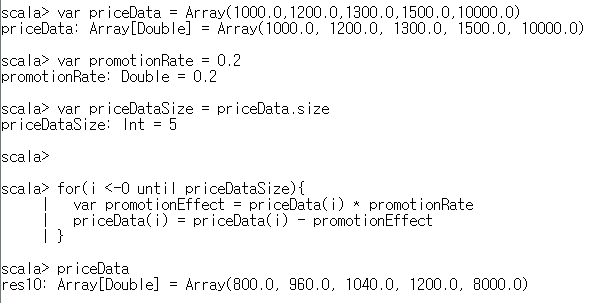 scala> var priceData = Array(1000.0,1200.0,1300.0,1500.0,10000.0)
priceData: Array[Double] = Array(1000.0, 1200.0, 1300.0, 1500.0, 10000.0)
scala> var promotionRate = 0.2
promotionRate: Double = 0.2
scala> var priceDataSize = priceData.size
priceDataSize: Int = 5
scala>
scala> for(i <-0 until priceDataSize){
| var promotionEffect = priceData(i) * promotionRate
| priceData(i) = priceData(i) - promotionEffect
| }
scala> priceData
res10: Array[Double] = Array(800.0, 960.0, 1040.0, 1200.0, 8000.0)